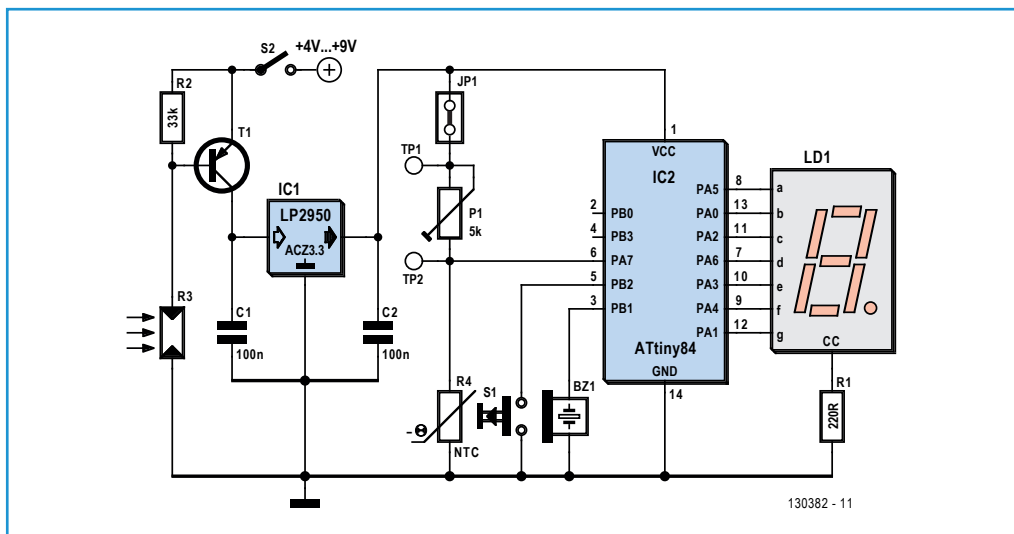 S2
+4V...+9V
R2
33k
T1
JP1
TP1
P1
5k
TP2
IC1
LP2950
ACZ3.3
R3
C1
100n
C2
100n
R4
-Θ
NTC
S1
BZ1
1
VCC
IC2
2 PB0
4 PB3
6 PA7
5 PB2
3 PB1
PA5 8 a
PA0 13 b
PA2 11 c
PA6 7 d
PA3 10 e
PA4 9 f
PA1 12 g
ATtiny84
GND
14
LD1
CC
R1
220R
130382 - 11